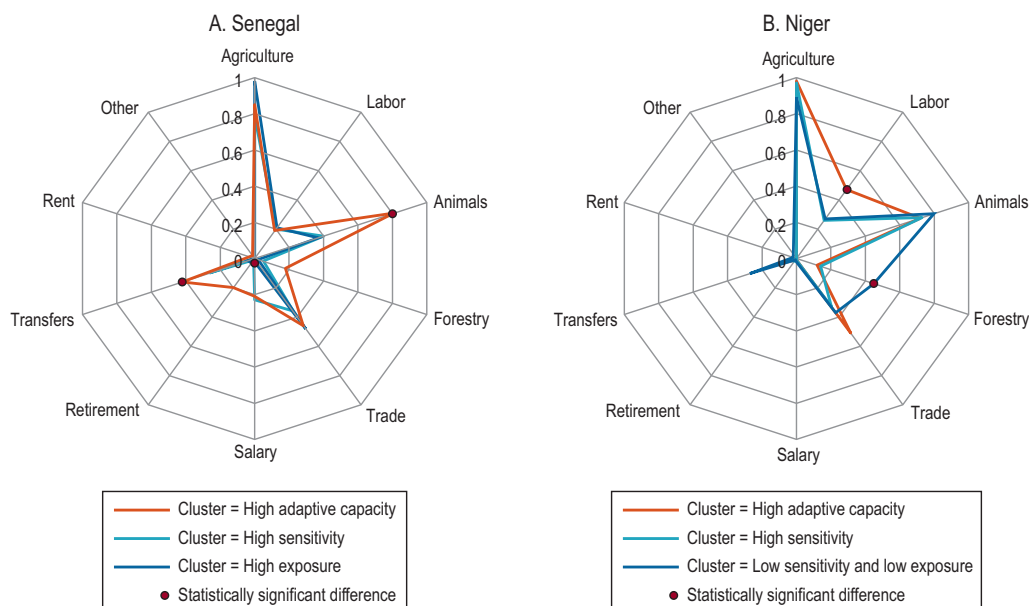 A. Senegal
Agriculture
Labor
Animals
Forestry
Trade
Salary
Retirement
Transfers
Rent
Other
1
0.8
0.6
0.4
0.2
0
Cluster = High adaptive capacity
Cluster = High sensitivity
Cluster = High exposure
Statistically significant difference
B. Niger
Agriculture
Labor
Animals
Forestry
Trade
Salary
Retirement
Transfers
Rent
Other
1
0.8
0.6
0.4
0.2
0
Cluster = High adaptive capacity
Cluster = High sensitivity
Cluster = Low sensitivity and low exposure
Statistically significant difference